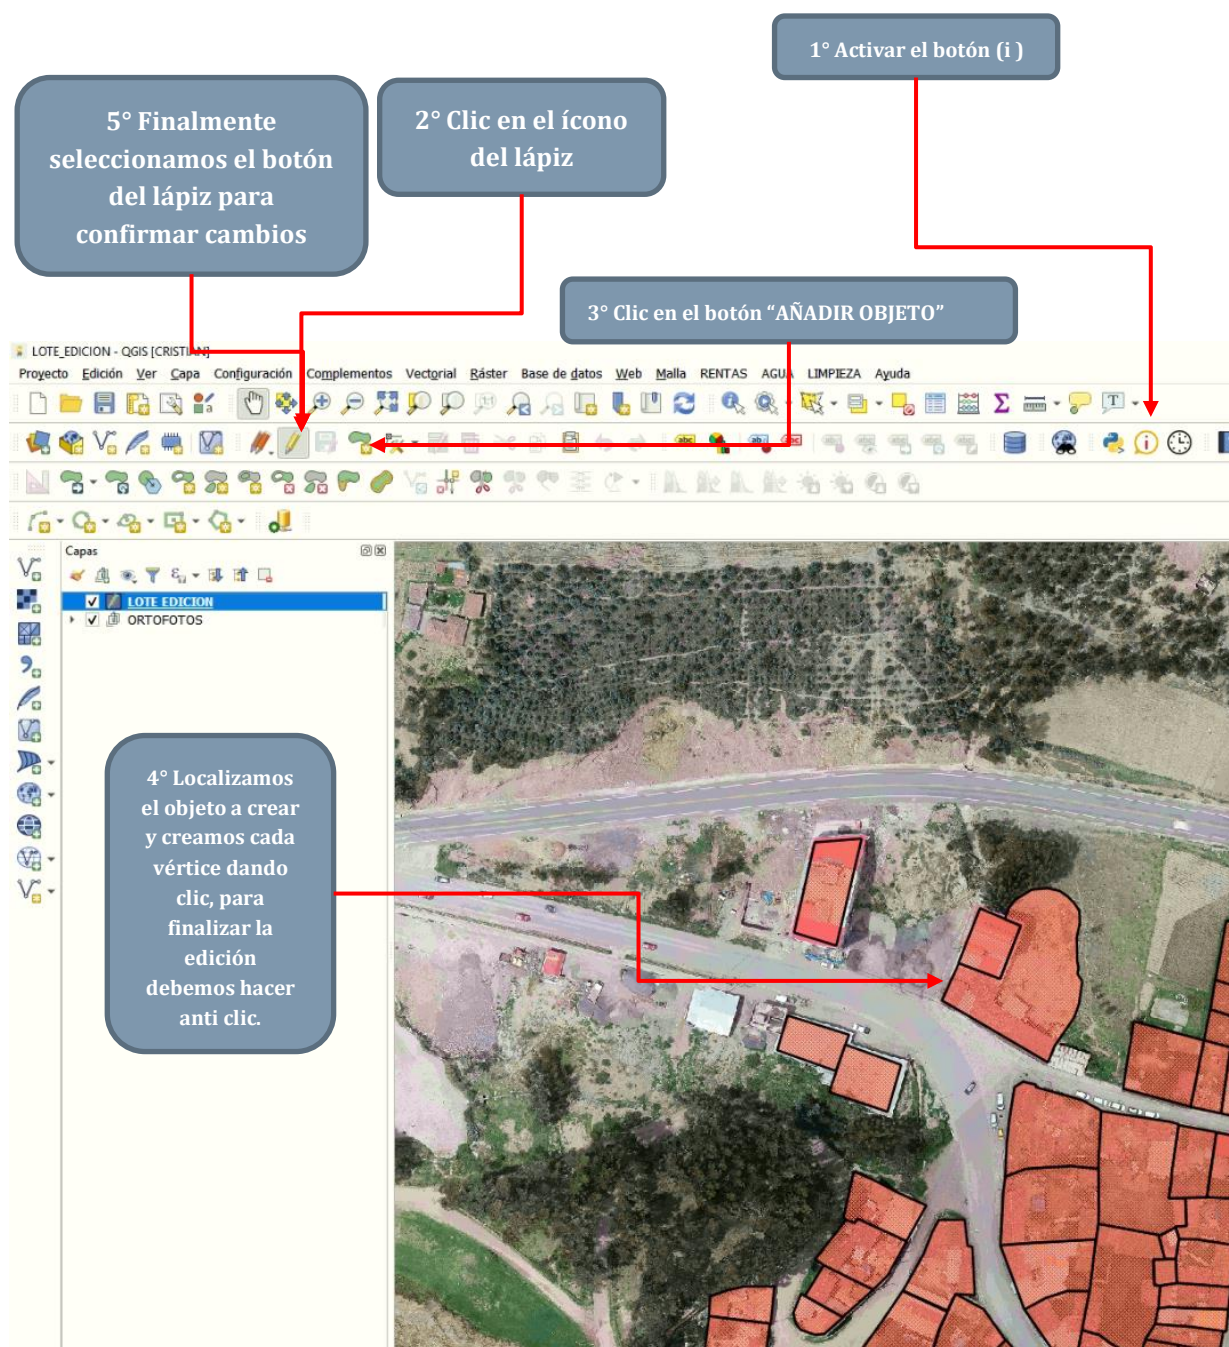 1° Activar el botón (i )
5° Finalmente
seleccionamos el botón
del lápiz para
confirmar cambios
2° Clic en el ícono
del lápiz
3° Clic en el botón “AÑADIR OBJETO”
LOTE_EDICION - QGIS [CRISTIAN]
Proyecto Edición Ver Capa Configuración Complementos Vectorial Ráster Base de datos Web Malla RENTAS AGUA LIMPIEZA Ayuda
Capas
LOTE EDICION
ORTOFOTOS
4° Localizamos
el objeto a crear
y creamos cada
vértice dando
clic, para
finalizar la
edición
debemos hacer
anti clic.